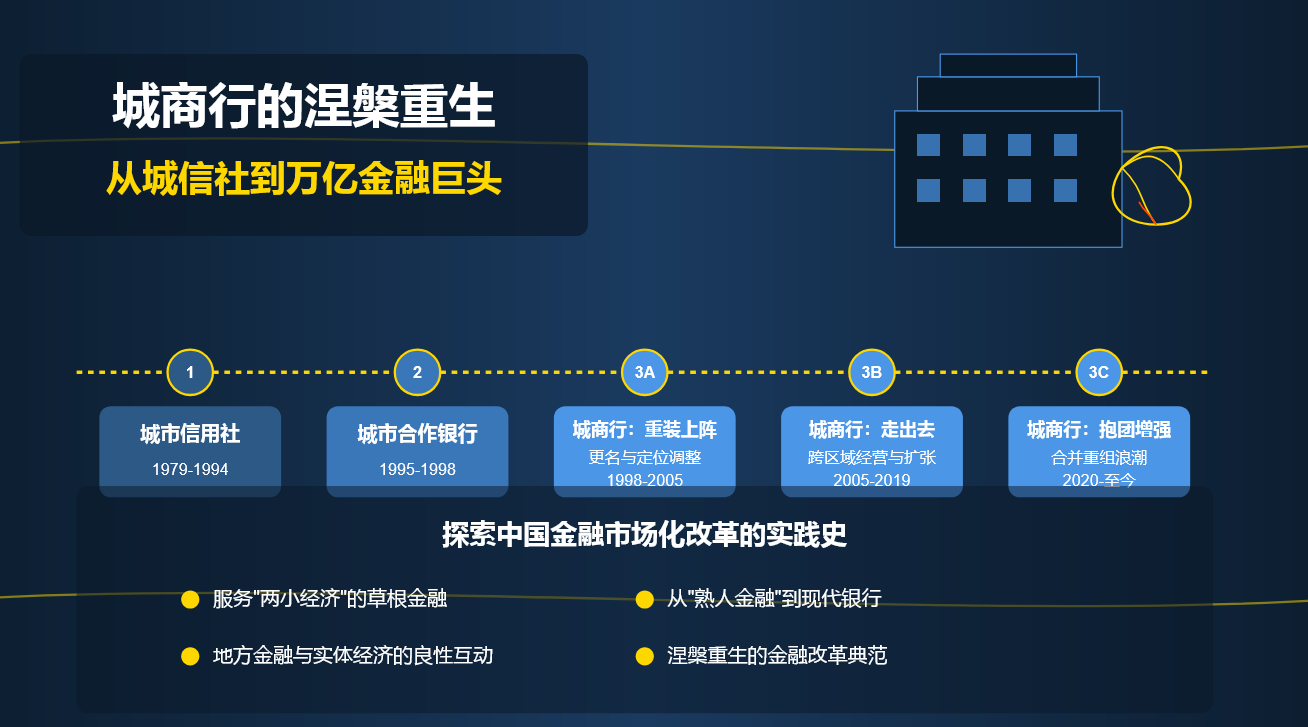 城商行的涅槃重生
从城信社到万亿金融巨头
1
2
3A
3B
3C
城市信用社
1979-1994
城市合作银行
1995-1998
城商行：重装上阵
更名与定位调整
1998-2005
城商行：走出去
跨区域经营与扩张
2005-2019
城商行：抱团增强
合并重组浪潮
2020-至今
探索中国金融市场化改革的实践史
服务"两小经济"的草根金融
从"熟人金融"到现代银行
地方金融与实体经济的良性互动
涅槃重生的金融改革典范